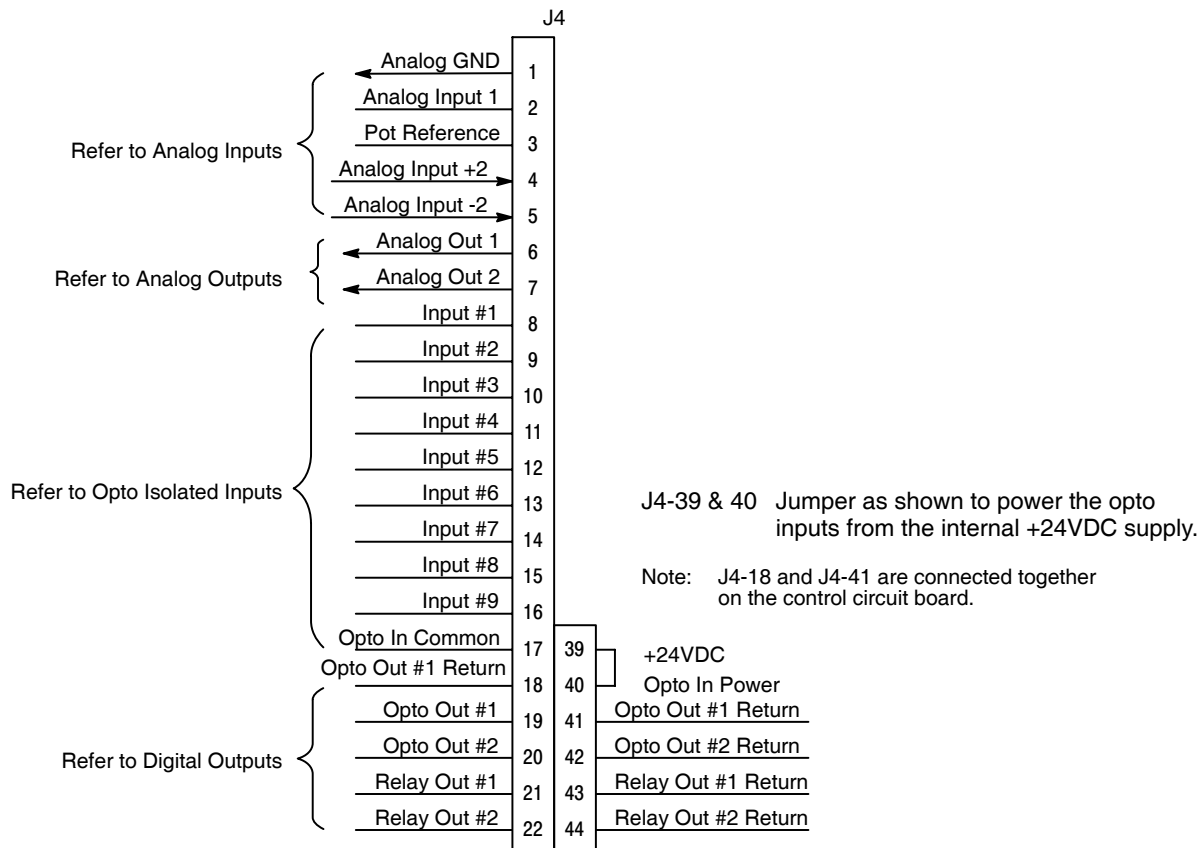 J4
Analog GND 1
Analog Input 1 2
Pot Reference 3
Refer to Analog Inputs
Analog Input +2 4
Analog Input -2 5
Analog Out 1 6
Refer to Analog Outputs
Analog Out 2 7
Input #1 8
Input #2 9
Input #3 10
Input #4 11
Input #5 12
Refer to Opto Isolated Inputs
Input #6 13
Input #7 14
Input #8 15
Input #9 16
J4-39 & 40 Jumper as shown to power the opto
inputs from the internal +24VDC supply.
Note: J4-18 and J4-41 are connected together
on the control circuit board.
Opto In Common 17 39 +24VDC
Opto Out #1 Return 18 40 Opto In Power
Opto Out #1 19 41 Opto Out #1 Return
Opto Out #2 20 42 Opto Out #2 Return
Refer to Digital Outputs
Relay Out #1 21 43 Relay Out #1 Return
Relay Out #2 22 44 Relay Out #2 Return